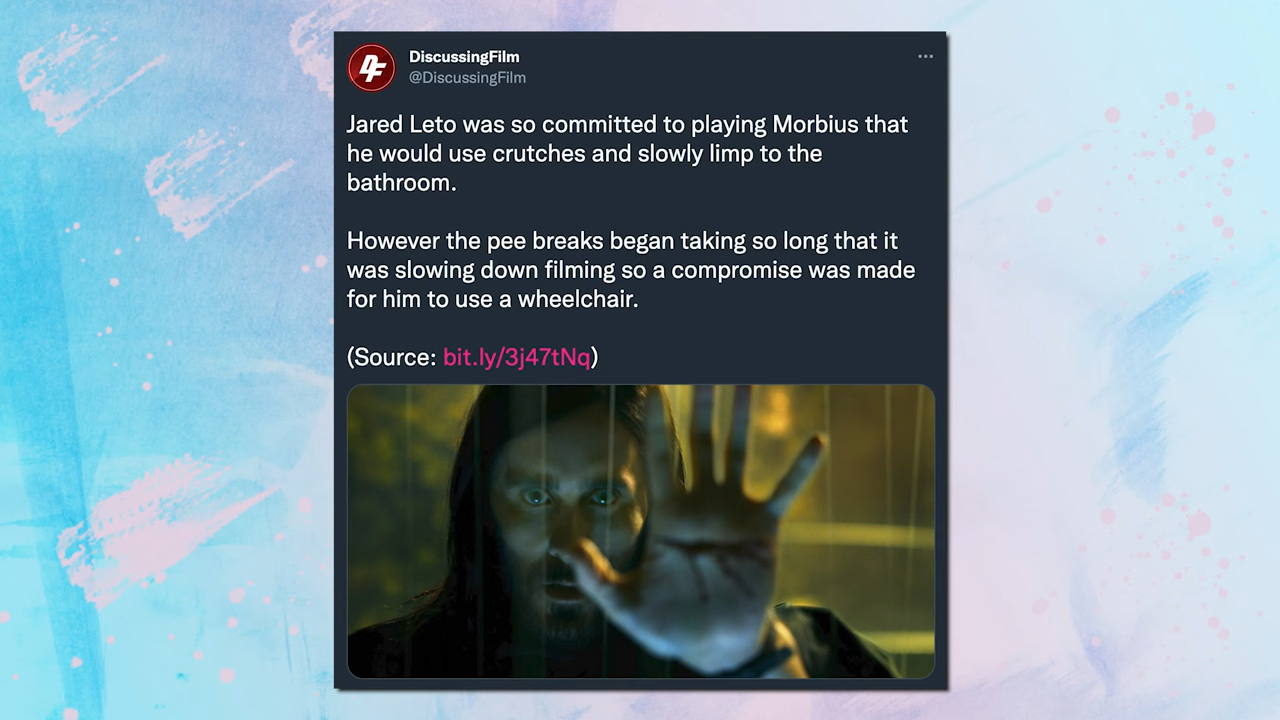 DiscussingFilm
@DiscussingFilm
Jared Leto was so committed to playing Morbius that
he would use crutches and slowly limp to the
bathroom.
However the pee breaks began taking so long that it
was slowing down filming so a compromise was made
for him to use a wheelchair.
(Source: bit.ly/3j47tNq)